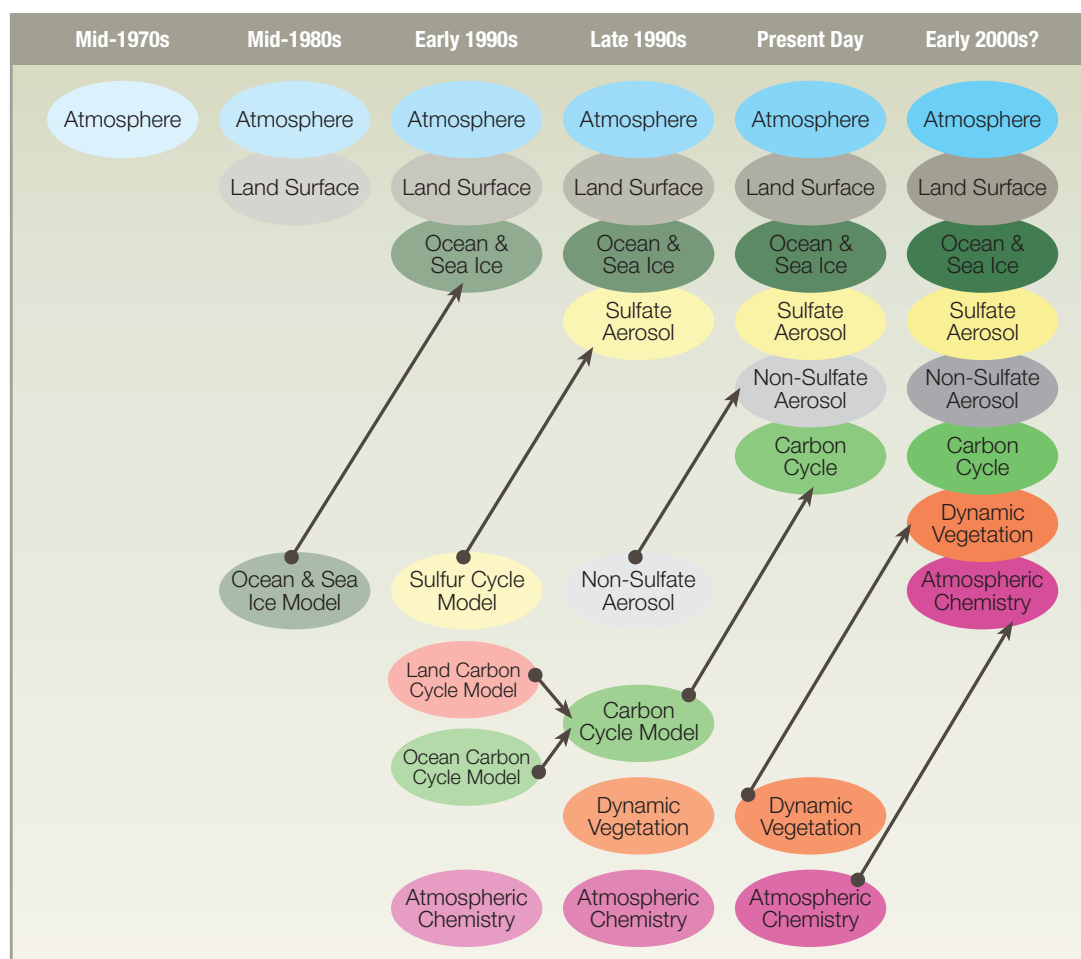 Mid-1970s
Mid-1980s
Early 1990s
Late 1990s
Present Day
Early 2000s?
Atmosphere
Atmosphere
Atmosphere
Atmosphere
Atmosphere
Atmosphere
Land Surface
Land Surface
Land Surface
Land Surface
Land Surface
Ocean &
Sea Ice
Ocean &
Sea Ice
Ocean &
Sea Ice
Ocean &
Sea Ice
Sulfate
Aerosol
Sulfate
Aerosol
Sulfate
Aerosol
Non-Sulfate
Aerosol
Non-Sulfate
Aerosol
Carbon
Cycle
Carbon
Cycle
Dynamic
Vegetation
Ocean & Sea
Ice Model
Sulfur Cycle
Model
Non-Sulfate
Aerosol
Atmospheric
Chemistry
Land Carbon
Cycle Model
Carbon
Cycle Model
Ocean Carbon
Cycle Model
Dynamic
Vegetation
Dynamic
Vegetation
Atmospheric
Chemistry
Atmospheric
Chemistry
Atmospheric
Chemistry